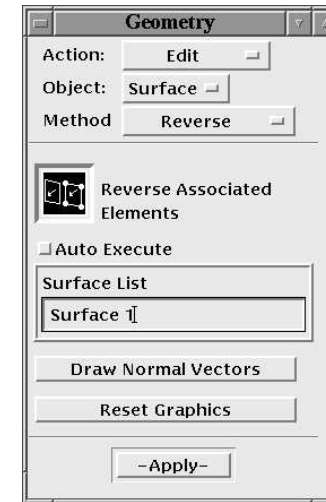 Geometry
Action: Edit
Object: Surface
Method Reverse
Reverse Associated
Elements
Auto Execute
Surface List
Surface 1
Draw Normal Vectors
Reset Graphics
-Apply-